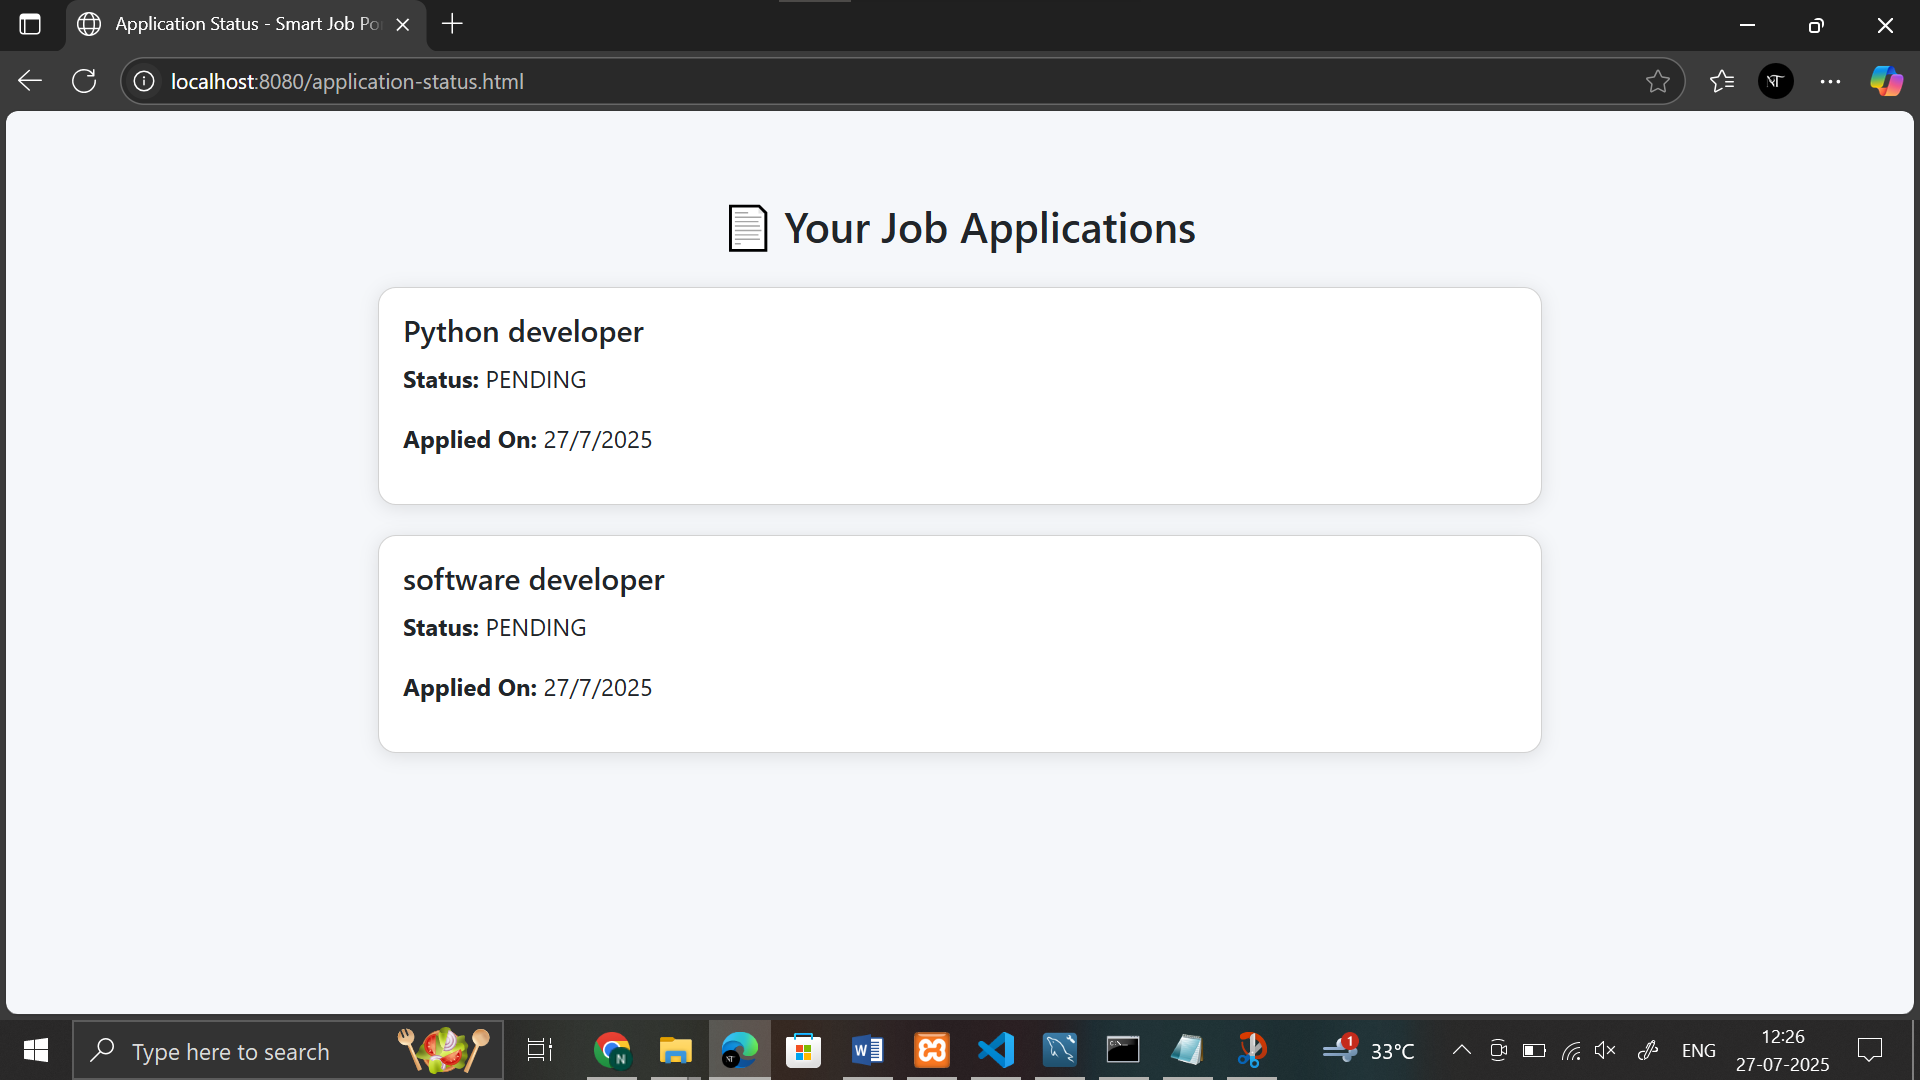 Application Status - Smart Job Po
localhost:8080/application-status.html
NT
Your Job Applications
Python developer
Status: PENDING
Applied On: 27/7/2025
software developer
Status: PENDING
Applied On: 27/7/2025
Type here to search
N
W
1
33°C
ENG
12:26
27-07-2025